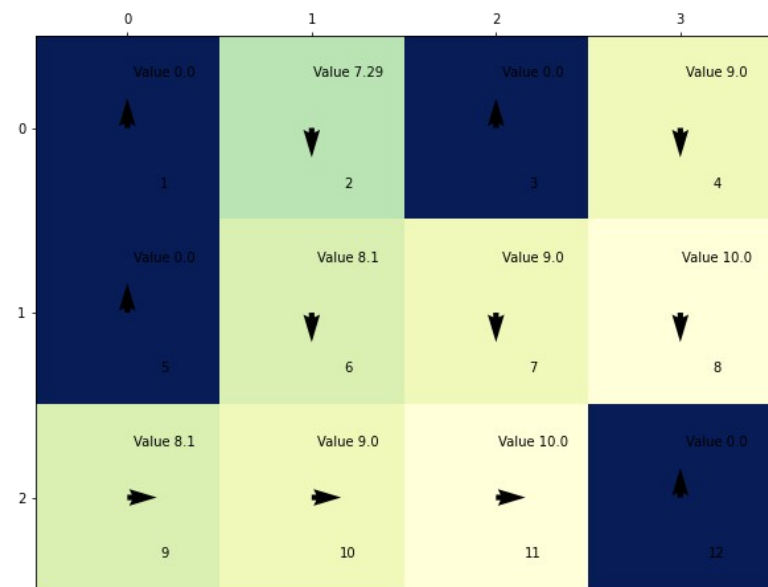 0 1 2 3
Value 0.0 Value 7.29 Value 0.0 Value 9.0
0
1 2 3 4
Value 0.0 Value 8.1 Value 9.0 Value 10.0
1
5 6 7 8
Value 8.1 Value 9.0 Value 10.0 Value 0.0
2
9 10 11 12